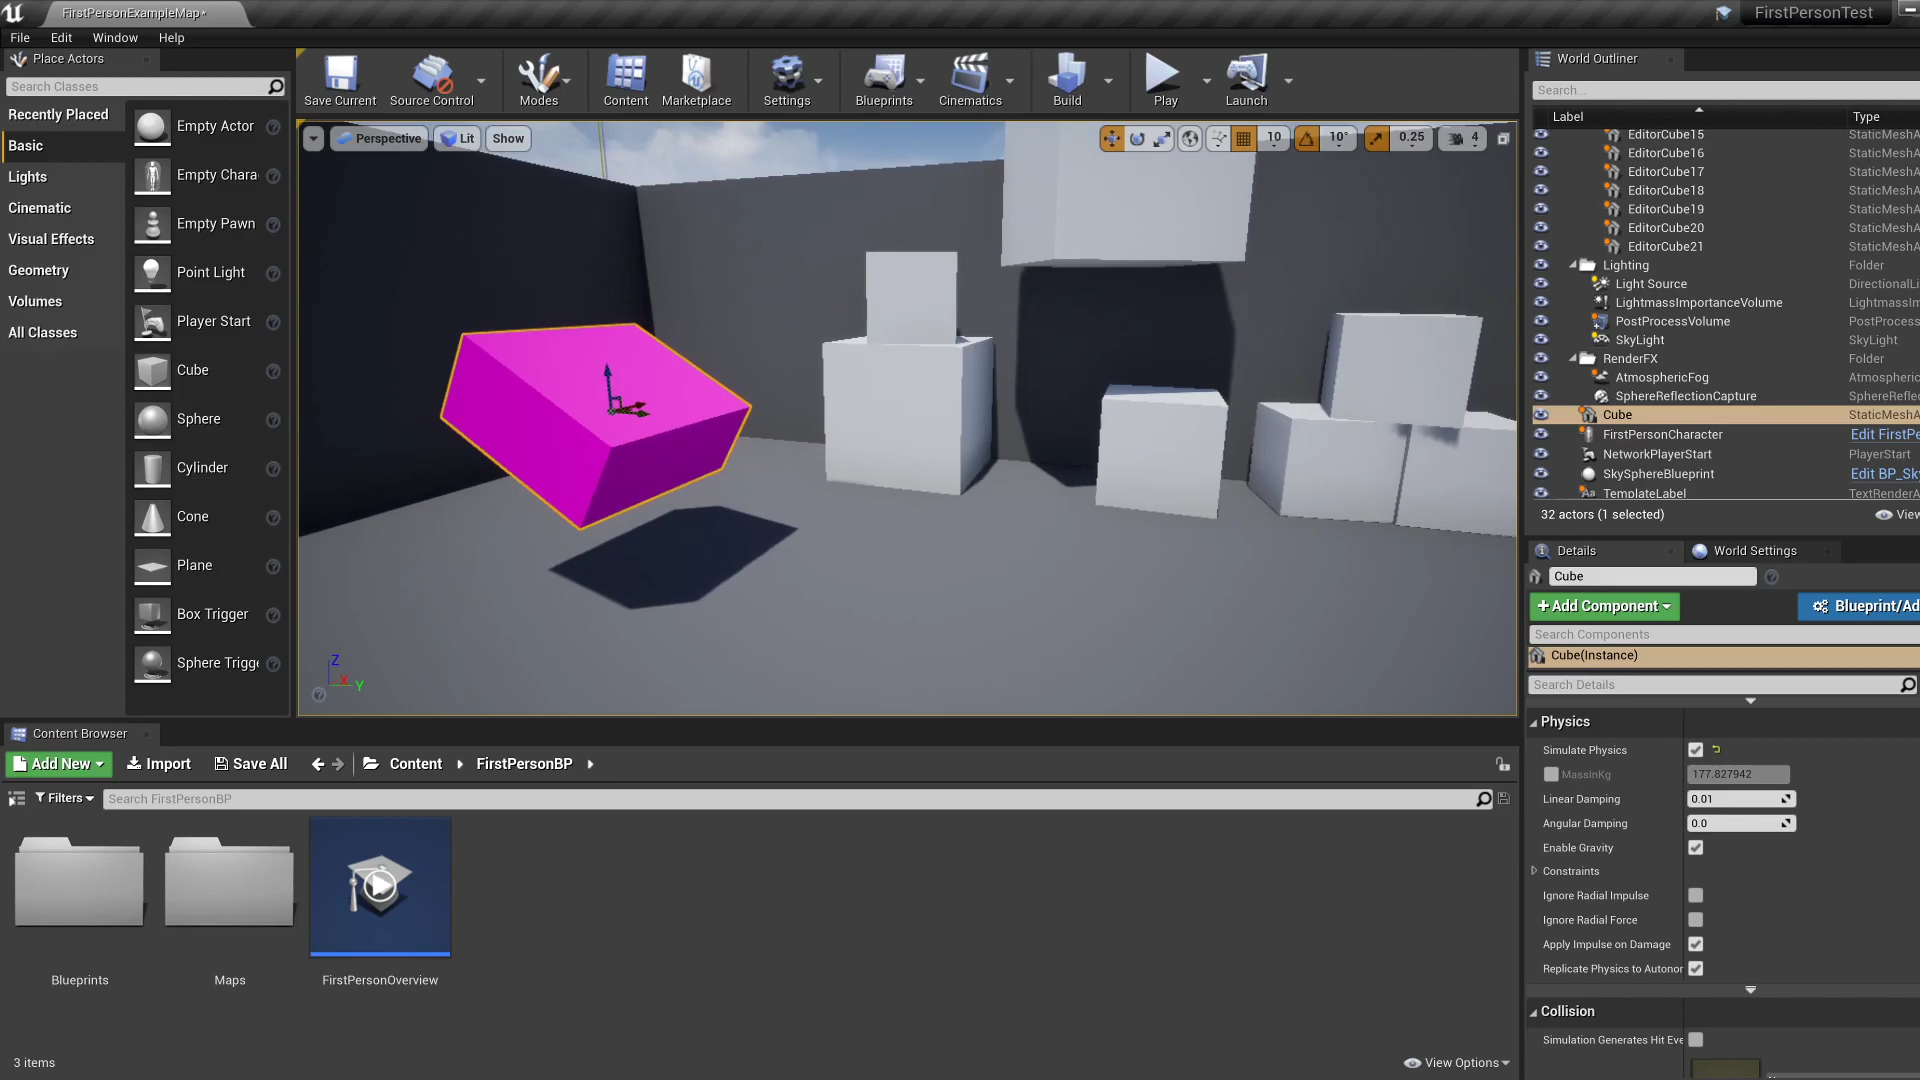 FirstPersonExampleMap*
FirstPersonTest
File Edit Window Help
Place Actors
Search Classes
Recently Placed
Basic
Lights
Cinematic
Visual Effects
Geometry
Volumes
All Classes
Empty Actor
Empty Chara
Empty Pawn
Point Light
Player Start
Cube
Sphere
Cylinder
Cone
Plane
Box Trigger
Sphere Trigge
Save Current
Source Control
Modes
Content
Marketplace
Settings
Blueprints
Cinematics
Build
Play
Launch
Perspective
Lit
Show
10
10°
0.25
4
Z
X
Y
World Outliner
Search...
Label Type
EditorCube15 StaticMeshA
EditorCube16 StaticMeshA
EditorCube17 StaticMeshA
EditorCube18 StaticMeshA
EditorCube19 StaticMeshA
EditorCube20 StaticMeshA
EditorCube21 StaticMeshA
Lighting Folder
Light Source DirectionalLi
LightmassImportanceVolume LightmassIm
PostProcessVolume PostProcess
SkyLight SkyLight
RenderFX Folder
AtmosphericFog Atmospheric
SphereReflectionCapture SphereReflec
Cube StaticMeshA
FirstPersonCharacter Edit FirstPe
NetworkPlayerStart PlayerStart
SkySphereBlueprint Edit BP_Sky
TemplateLabel TextRenderA
32 actors (1 selected)
View
Details
World Settings
Cube
+Add Component
Blueprint/Ad
Search Components
Cube(Instance)
Search Details
Physics
Simulate Physics
MassInKg 177.827942
Linear Damping 0.01
Angular Damping 0.0
Enable Gravity
Constraints
Ignore Radial Impulse
Ignore Radial Force
Apply Impulse on Damage
Replicate Physics to Autonon
Collision
Simulation Generates Hit Eve
Content Browser
Add New
Import
Save All
Content
FirstPersonBP
Filters
Search FirstPersonBP
Blueprints
Maps
FirstPersonOverview
3 items
View Options